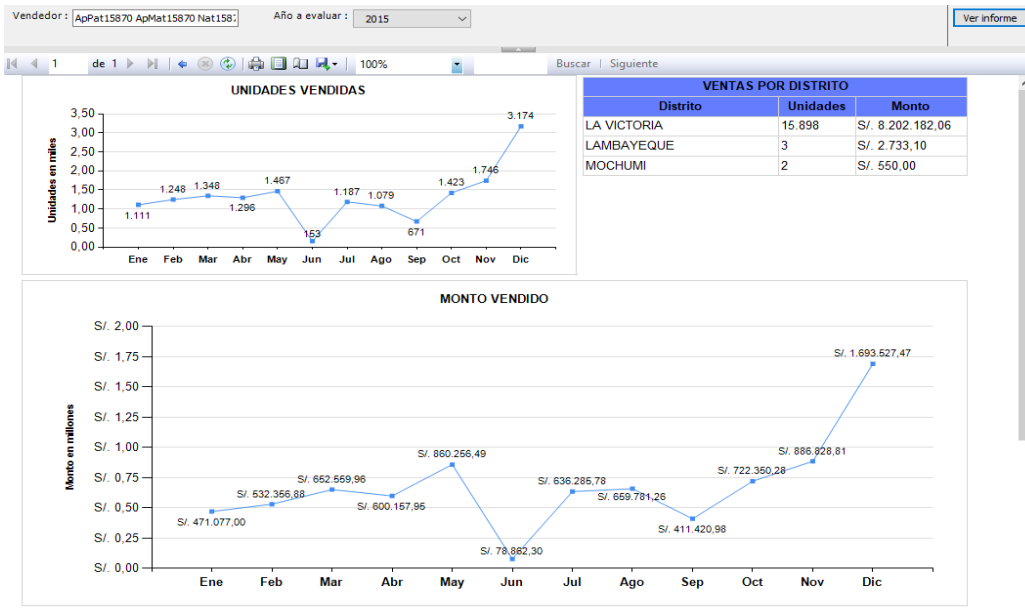 Vendedor : ApPat15870 ApMat15870 Nat1587 Año a evaluar : 2015 Ver informe
1 de 1 100% Buscar | Siguiente
UNIDADES VENDIDAS
Unidades en miles
3,50
3,00
2,50
2,00
1,50
1,00
0,50
0,00
1.111
1.248
1.348
1.296
1.467
153
1.187
1.079
671
1.423
1.746
3.174
Ene Feb Mar Abr May Jun Jul Ago Sep Oct Nov Dic
VENTAS POR DISTRITO
Distrito Unidades Monto
LA VICTORIA 15.898 S/. 8.202.182,06
LAMBAYEQUE 3 S/. 2.733,10
MOCHUMI 2 S/. 550,00
MONTO VENDIDO
Monto en millones
S/. 2,00
S/. 1,75
S/. 1,50
S/. 1,25
S/. 1,00
S/. 0,75
S/. 0,50
S/. 0,25
S/. 0,00
S/. 471.077,00
S/. 532.356,88
S/. 652.559,96
S/. 600.157,95
S/. 860.256,49
S/. 78.862,30
S/. 636.285,78
S/. 659.781,26
S/. 411.420,98
S/. 722.350,28
S/. 886.828,81
S/. 1.693.527,47
Ene Feb Mar Abr May Jun Jul Ago Sep Oct Nov Dic